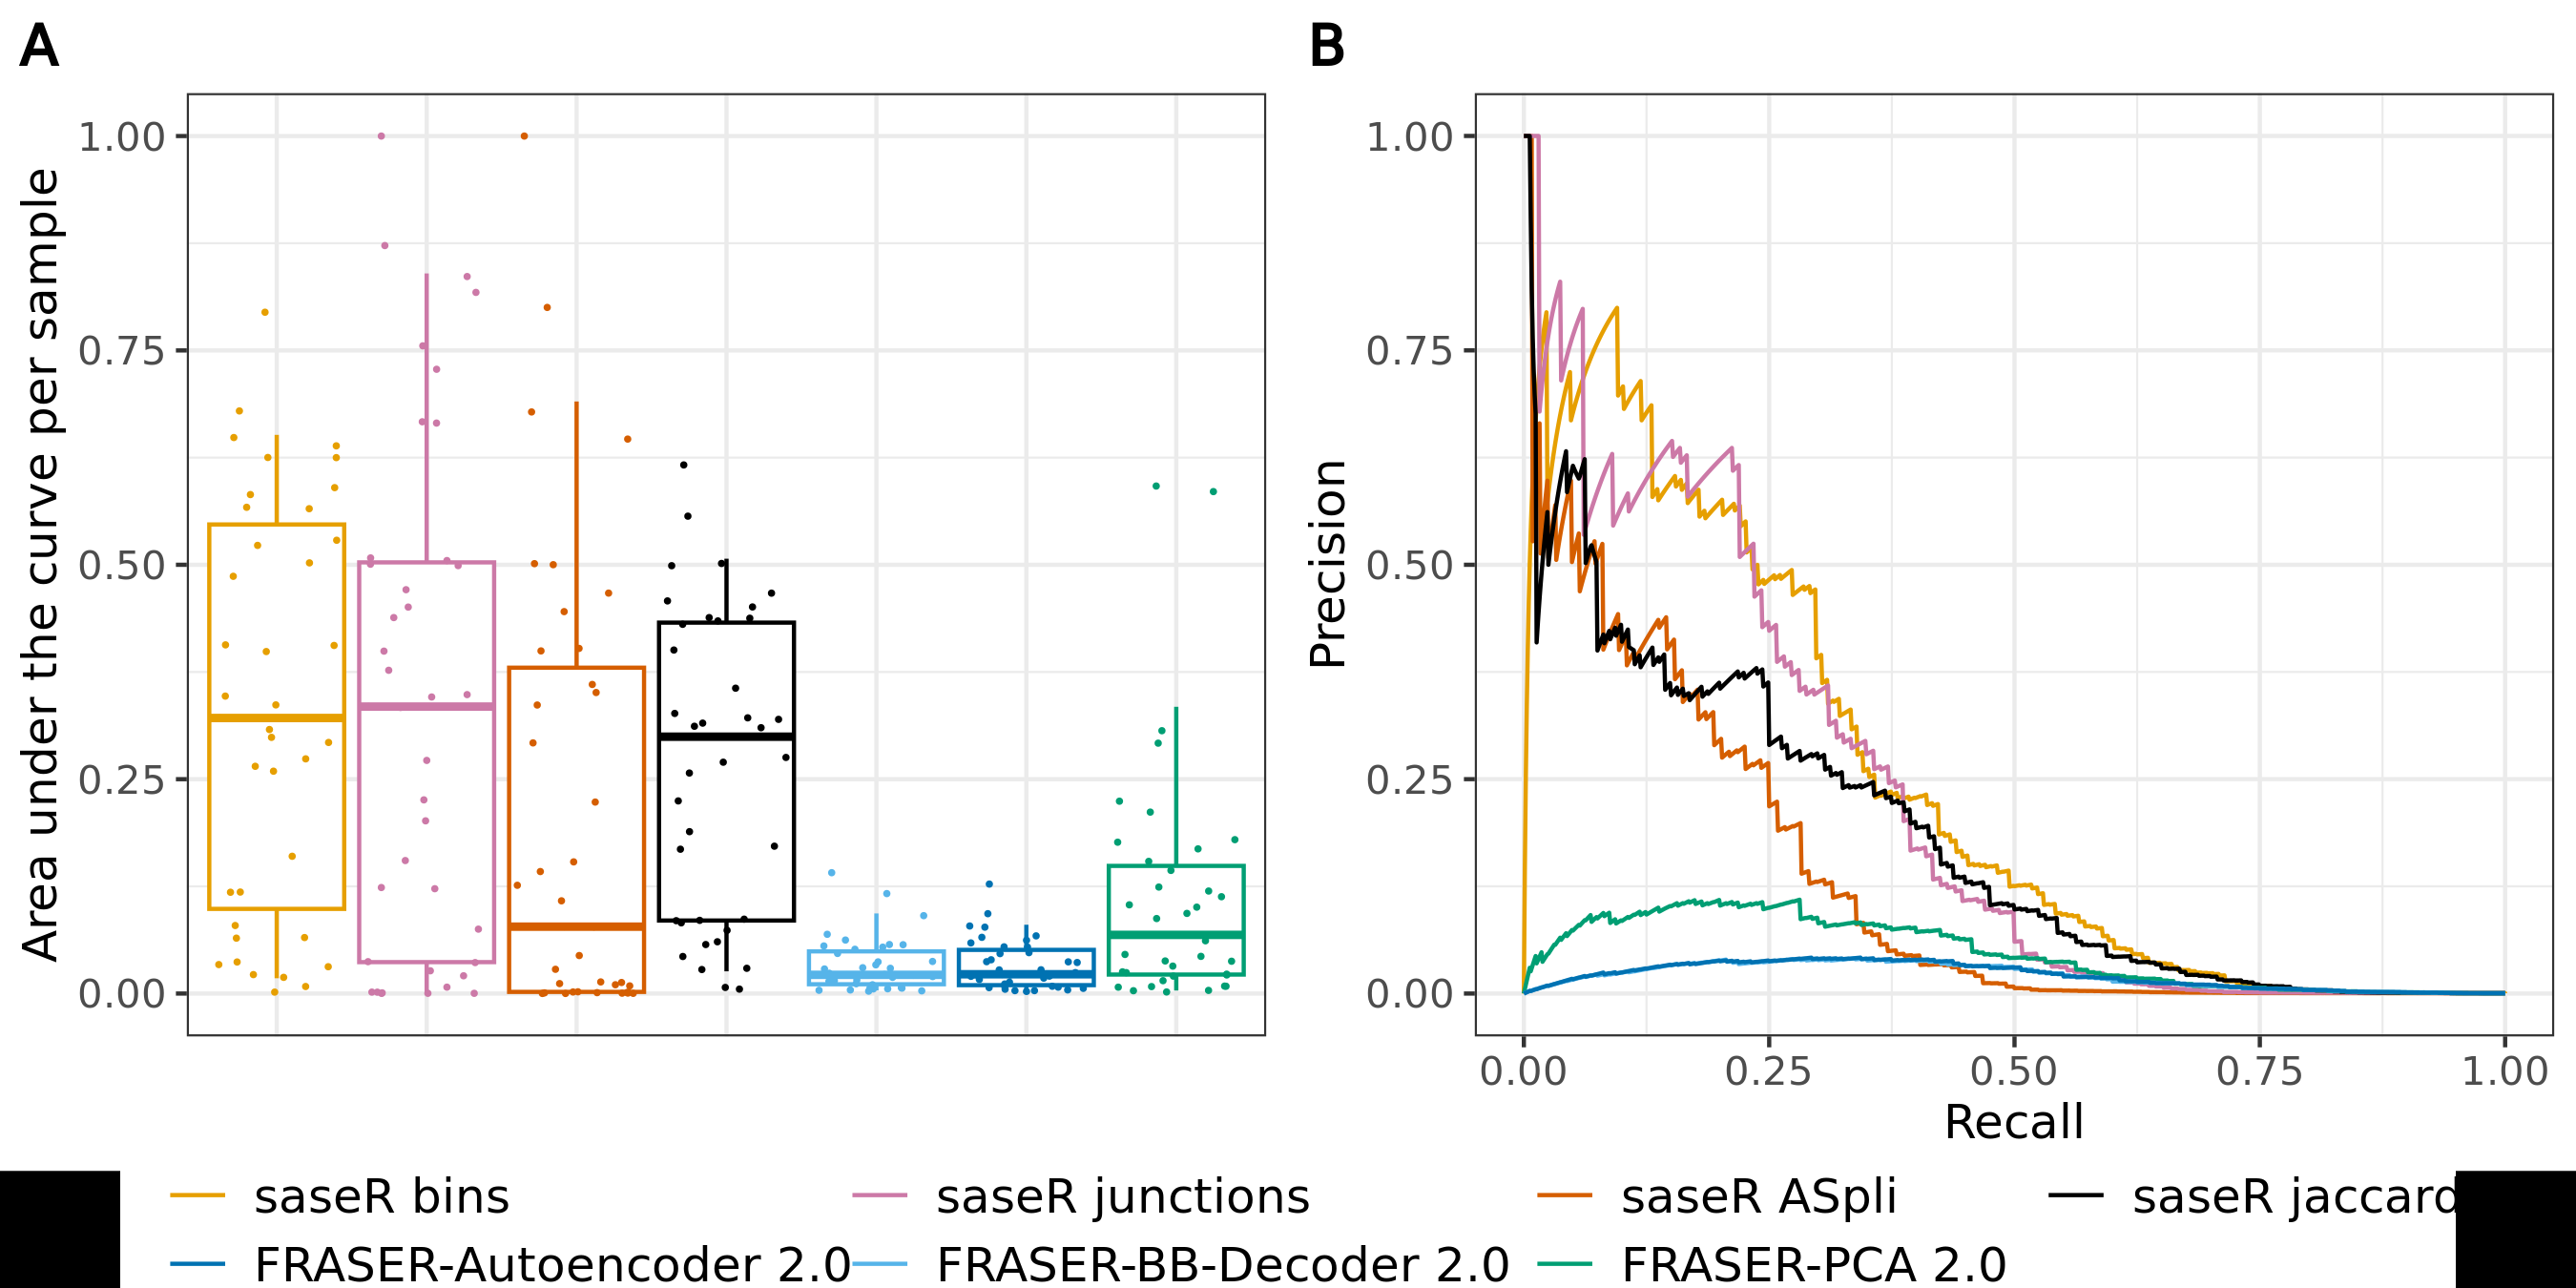 A
B
Area under the curve per sample
1.00
0.75
0.50
0.25
0.00
Precision
1.00
0.75
0.50
0.25
0.00
0.00 0.25 0.50 0.75 1.00
Recall
saseR bins saseR junctions saseR ASpli saseR jaccard
FRASER-Autoencoder 2.0 FRASER-BB-Decoder 2.0 FRASER-PCA 2.0